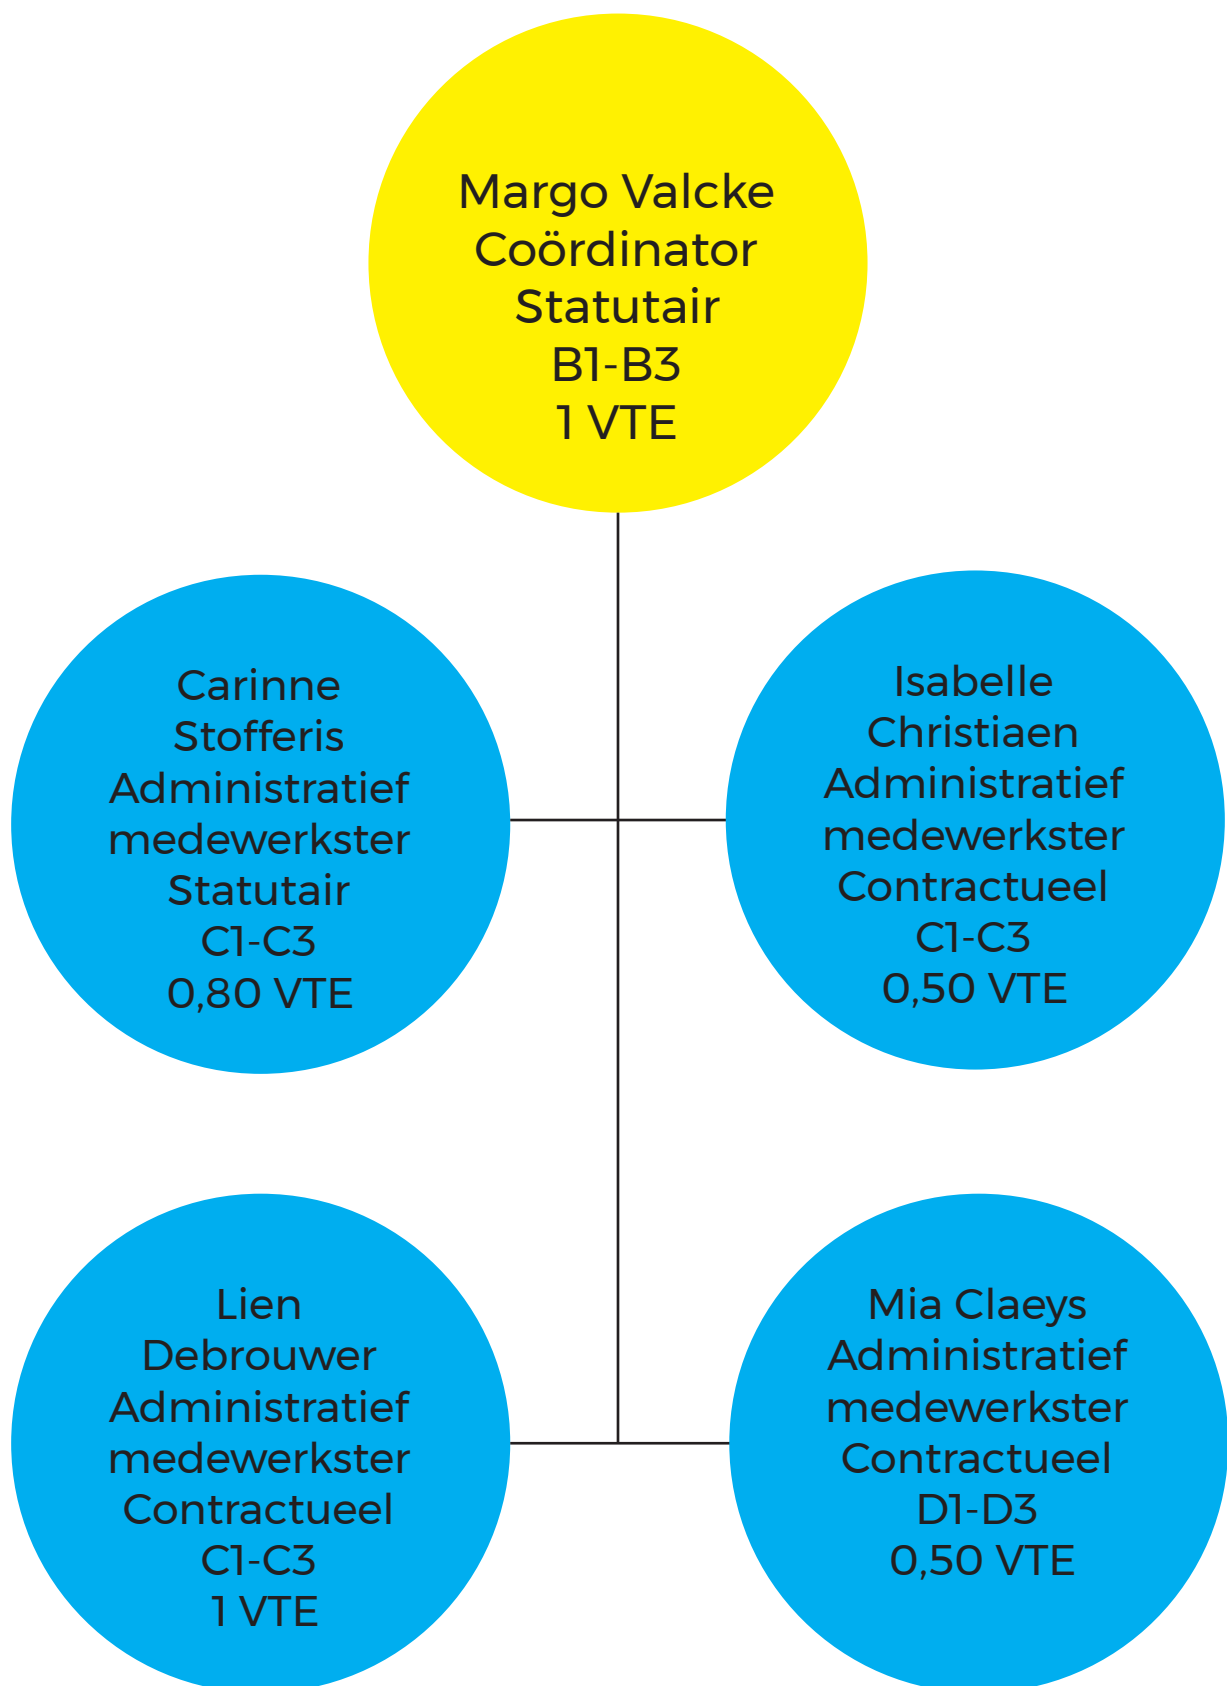 Margo Valcke
Coördinator
Statutair
B1-B3
1 VTE
Carinne
Stofferis
Administratief
medewerkster
Statutair
C1-C3
0,80 VTE
Isabelle
Christiaen
Administratief
medewerkster
Contractueel
C1-C3
0,50 VTE
Lien
Debrouwer
Administratief
medewerkster
Contractueel
C1-C3
1 VTE
Mia Claeys
Administratief
medewerkster
Contractueel
D1-D3
0,50 VTE